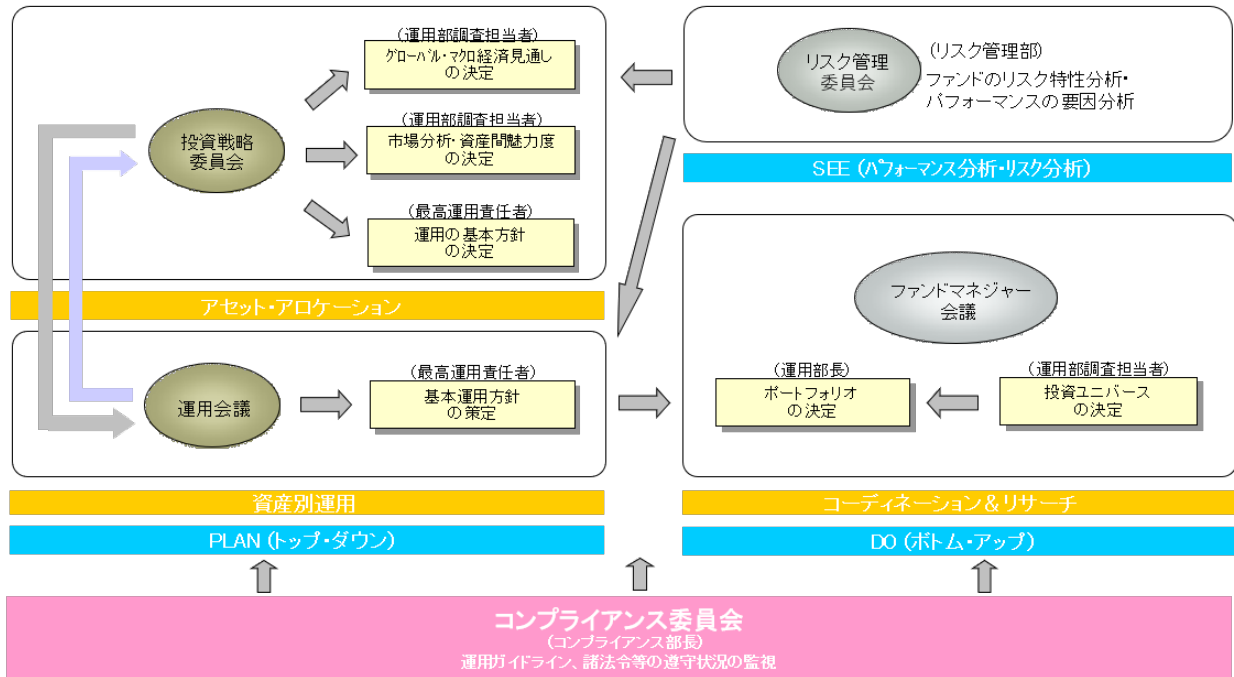 (運用部調査担当者)
グローバル・マクロ経済見通し
の決定
投資戦略
委員会
(運用部調査担当者)
市場分析・資産間魅力度
の決定
(最高運用責任者)
運用の基本方針
の決定
アセット・アロケーション
リスク管理
委員会
(リスク管理部)
ファンドのリスク特性分析・
パフォーマンスの要因分析
SEE (パフォーマンス分析・リスク分析)
運用会議
(最高運用責任者)
基本運用方針
の策定
資産別運用
PLAN (トップ・ダウン)
ファンドマネジャー
会議
(運用部長)
ポートフォリオ
の決定
(運用部調査担当者)
投資ユニバース
の決定
コーディネーション&リサーチ
DO (ボトム・アップ)
コンプライアンス委員会
(コンプライアンス部長)
運用ガイドライン、諸法令等の遵守状況の監視